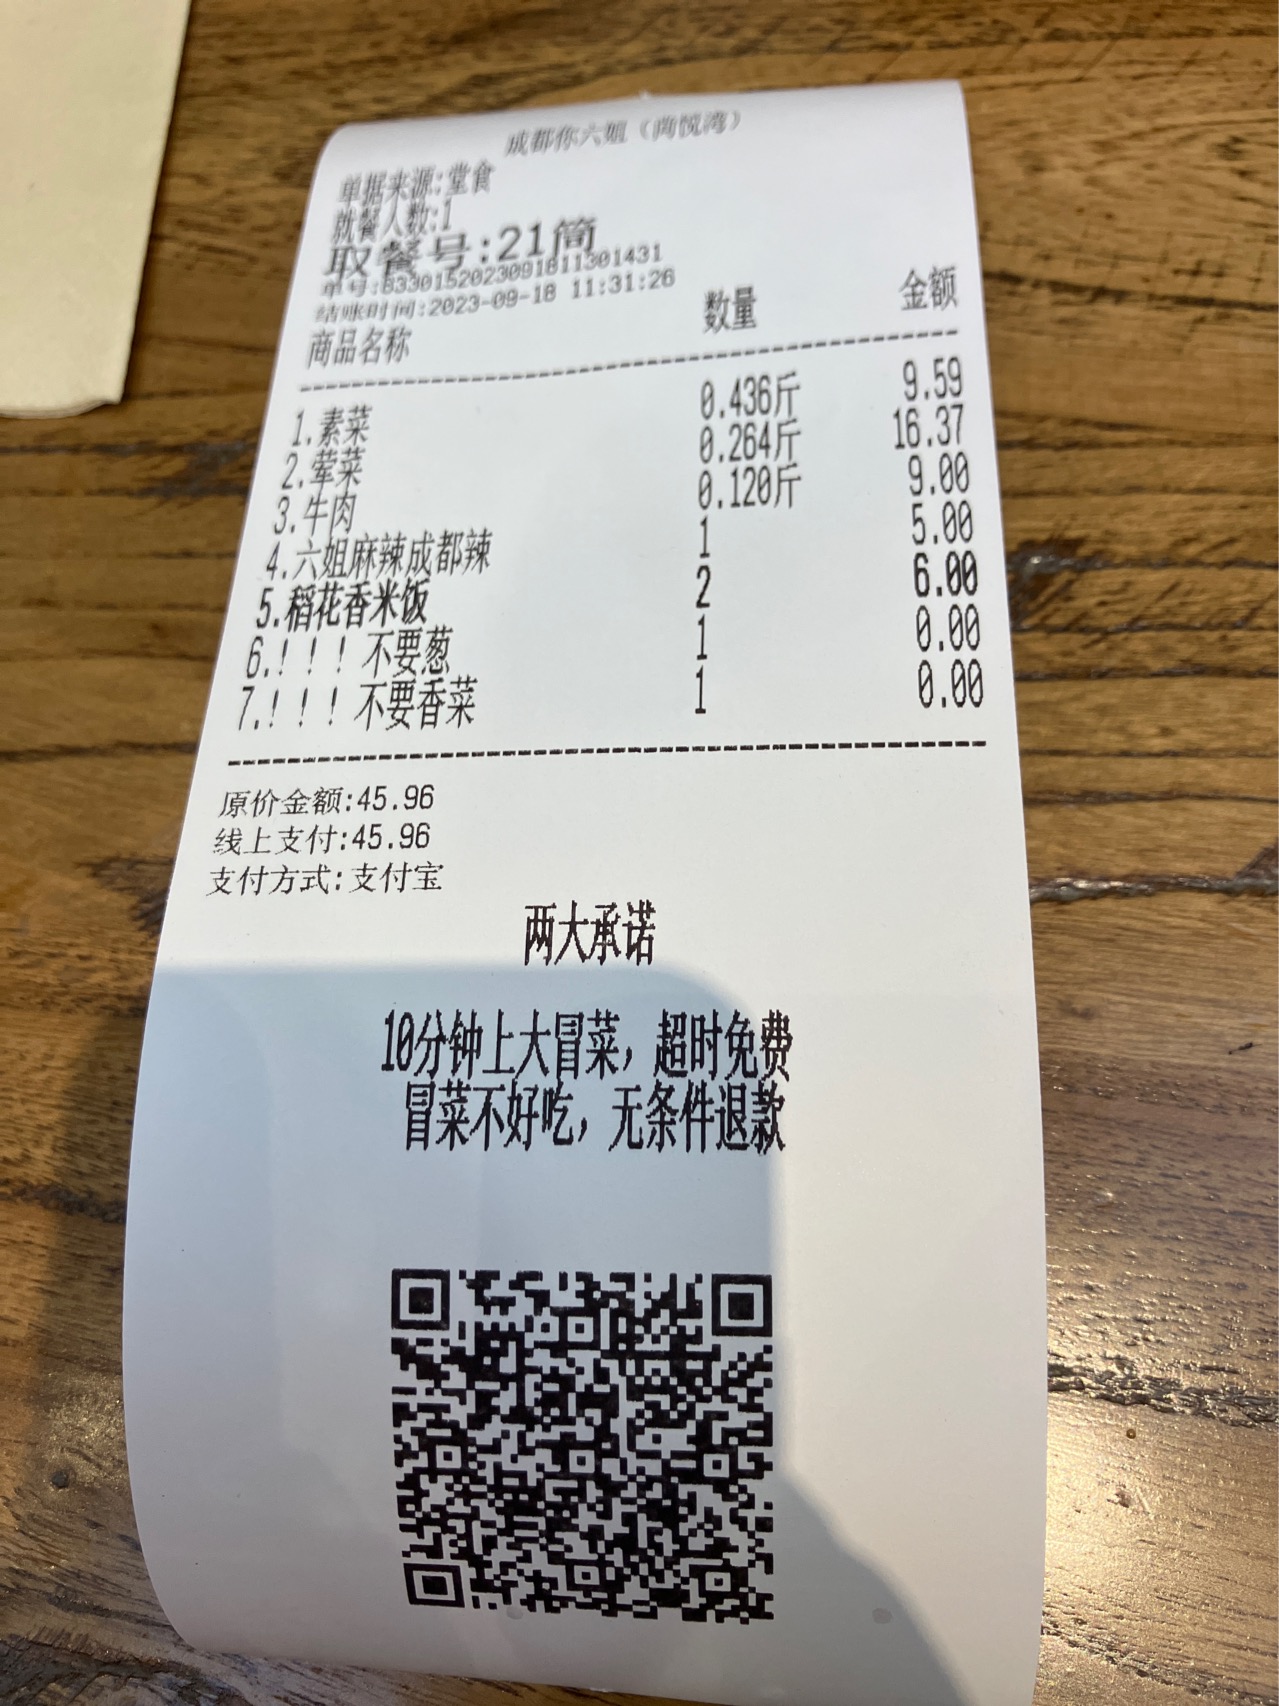 成都你六姐（尚悦湾）
单据来源:堂食
就餐人数:1
取餐号:21筒
单号:8330152023091811301431
结账时间:2023-09-18 11:31:26
商品名称 数量 金额
1.素菜 0.436斤 9.59
2.荤菜 0.264斤 16.37
3.牛肉 0.120斤 9.00
4.六姐麻辣成都辣 1 5.00
5.稻花香米饭 2 6.00
6.！！！不要葱 1 0.00
7.！！！不要香菜 1 0.00
原价金额:45.96
线上支付:45.96
支付方式:支付宝
两大承诺
10分钟上大冒菜，超时免费
冒菜不好吃，无条件退款